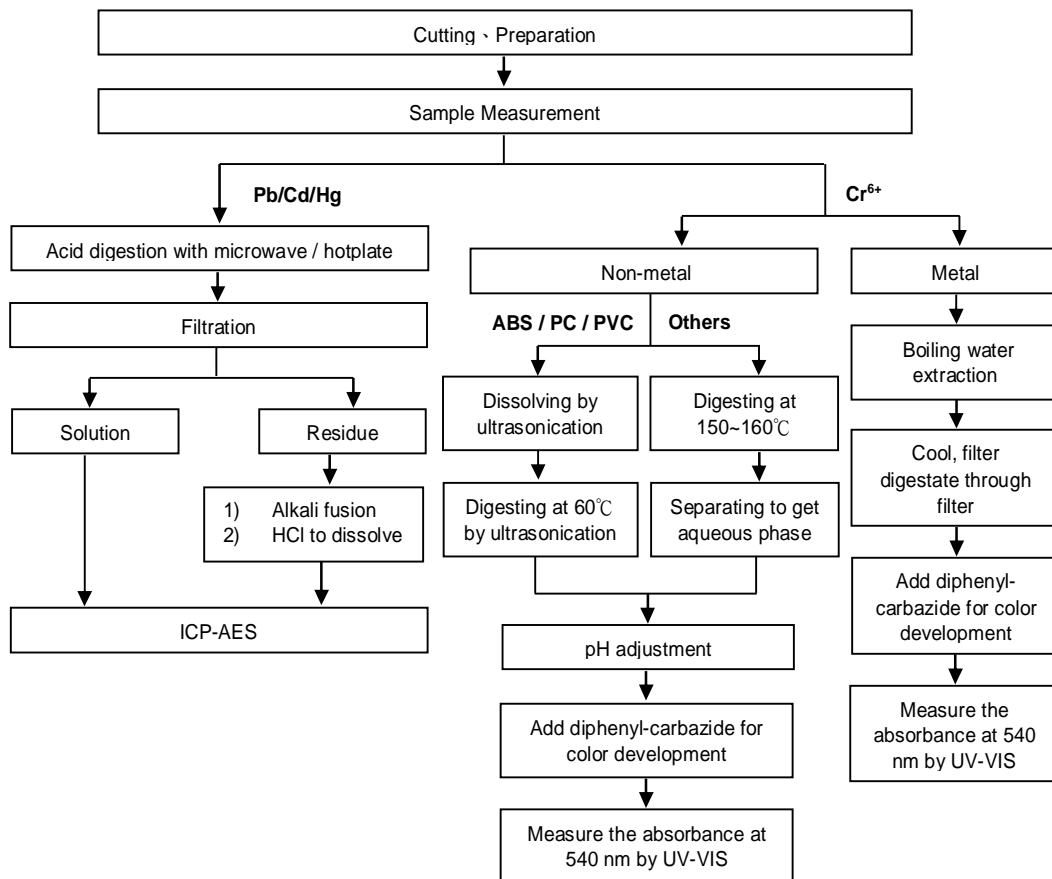 Cutting、Preparation
Sample Measurement
Pb/Cd/Hg
Cr⁶⁺
Acid digestion with microwave / hotplate
Filtration
Solution
Residue
1) Alkali fusion
2) HCl to dissolve
ICP-AES
Non-metal
ABS / PC / PVC
Others
Dissolving by
ultrasonication
Digesting at 60℃
by ultrasonication
Digesting at
150~160℃
Separating to get
aqueous phase
pH adjustment
Add diphenyl-carbazide for
color development
Measure the absorbance at
540 nm by UV-VIS
Metal
Boiling water
extraction
Cool, filter
digestate through
filter
Add diphenyl-
carbazide for color
development
Measure the
absorbance at 540
nm by UV-VIS